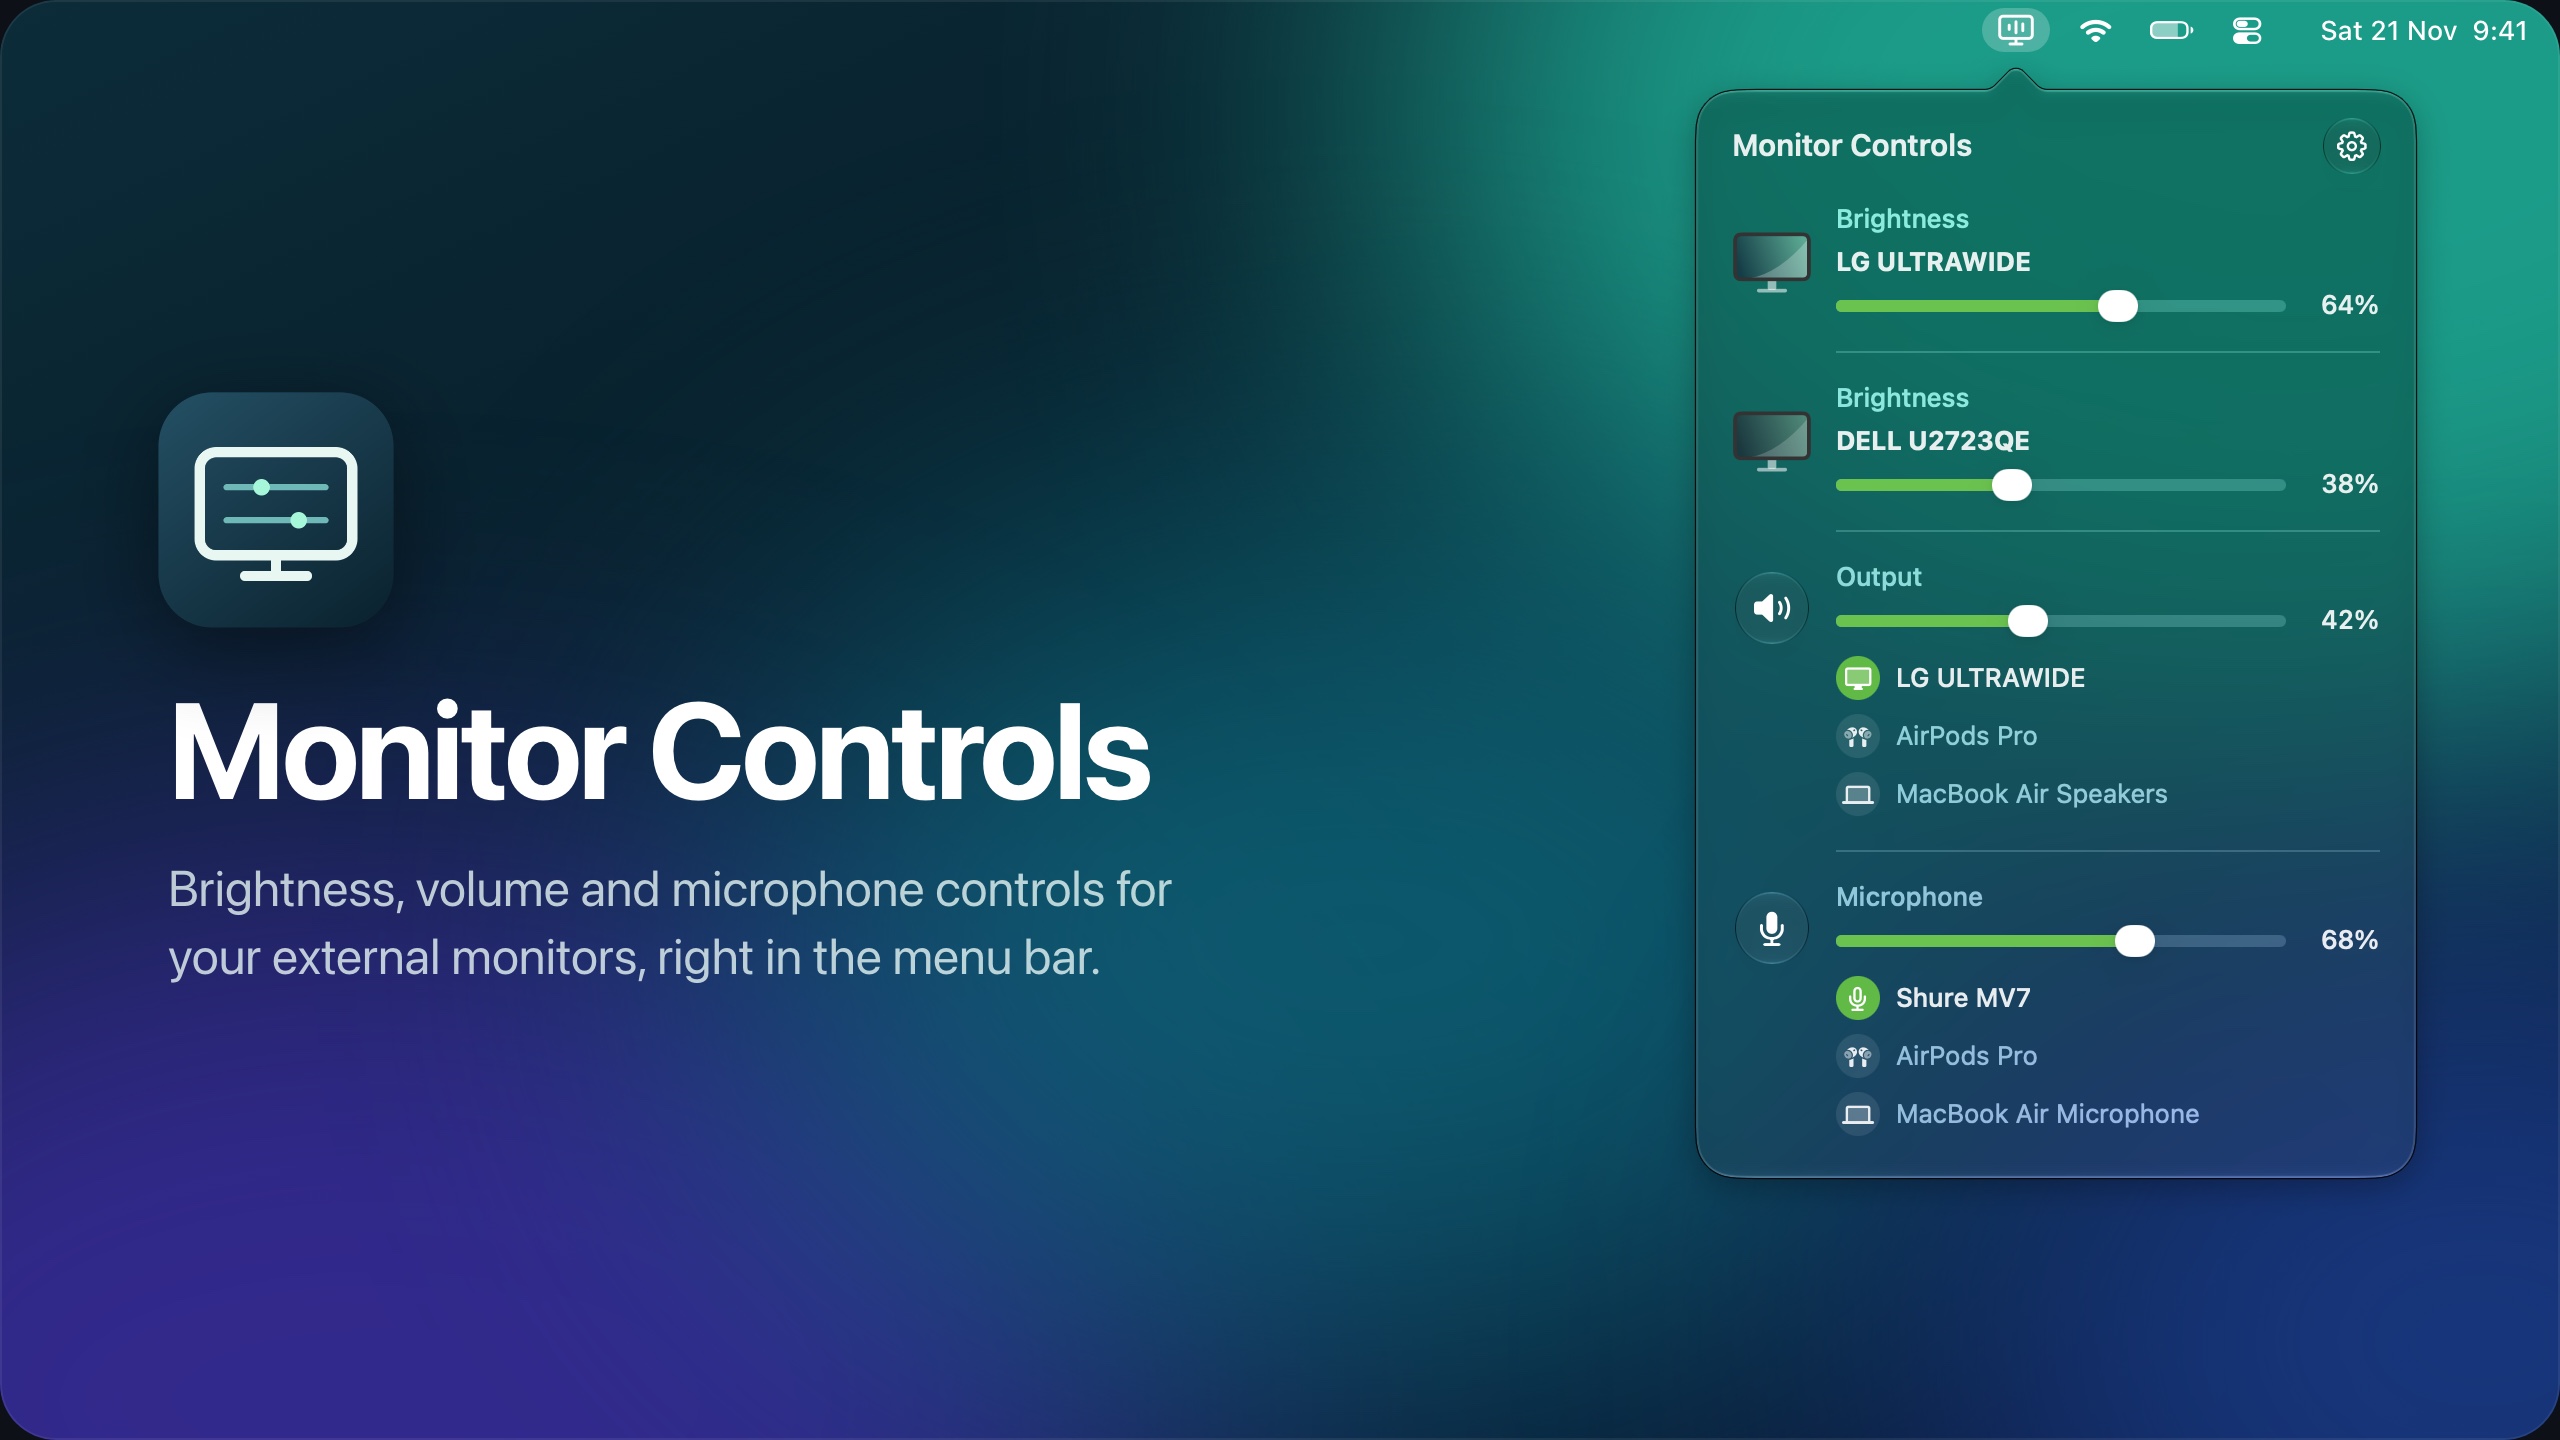 Sat 21 Nov 9:41
Monitor Controls
Brightness
LG ULTRAWIDE
64%
Brightness
DELL U2723QE
38%
Output
42%
LG ULTRAWIDE
AirPods Pro
MacBook Air Speakers
Microphone
68%
Shure MV7
AirPods Pro
MacBook Air Microphone
Monitor Controls
Brightness, volume and microphone controls for
your external monitors, right in the menu bar.